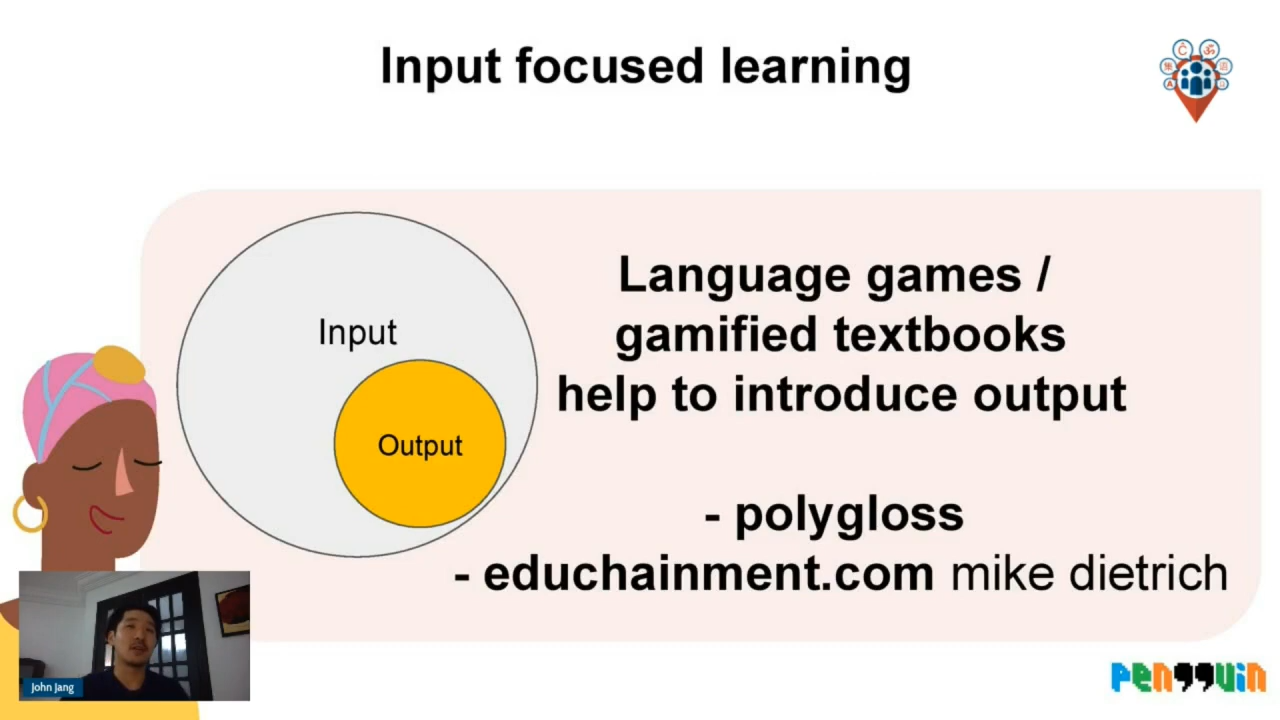 Input focused learning
Input
Output
Language games /
gamified textbooks
help to introduce output
- polygloss
- educhainment.com mike dietrich
John Jang
Pengguin